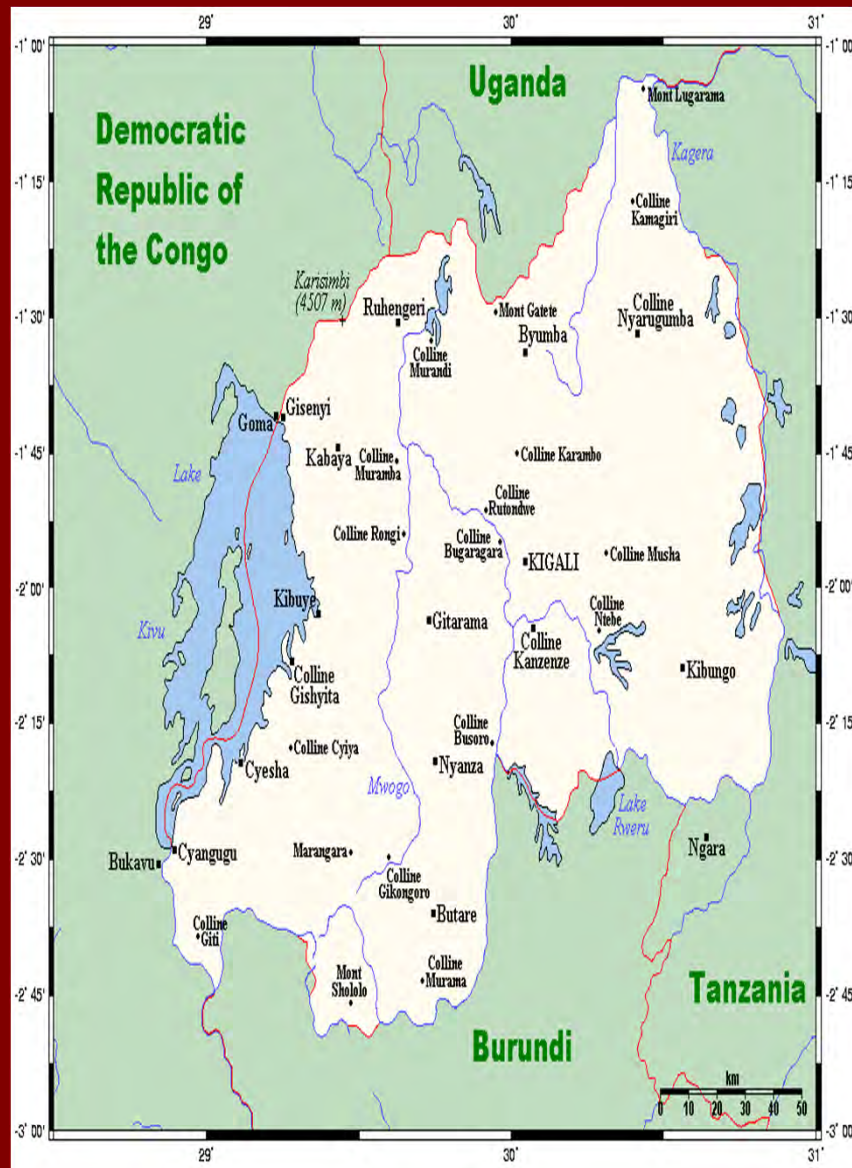 29'
30'
31'
-1° 00'
-1° 00'
Uganda
Mont Lugarama
Democratic
Republic of
the Congo
Kagera
-1° 15'
-1° 15'
Colline
Kamagiri
Karisimbi
(4507 m)
Ruhengeri
Mont Gatete
Colline
Nyarugumba
-1° 30'
-1° 30'
Byumba
Colline
Murandi
Goma
Gisenyi
Kabaya
Colline
Muramba
Colline Karambo
-1° 45'
-1° 45'
Lake
Colline
Rutondwe
Colline Rongi
Colline
Bugaragara
KIGALI
Colline Musha
-2° 00'
-2° 00'
Kibuye
Kivu
Gitarama
Colline
Ntebe
Colline
Kanzenze
Kibungo
Colline
Gishyita
-2° 15'
-2° 15'
Colline Cyiya
Colline
Busoro
Cyesha
Nyanza
Mwogo
Lake
Rweru
Ngara
-2° 30'
-2° 30'
Bukavu
Cyangugu
Marangara
Colline
Gikongoro
Butare
Colline
Giti
Mont
Shololo
Colline
Murama
-2° 45'
-2° 45'
Tanzania
Burundi
km
0 10 20 30 40 50
-3° 00'
-3° 00'
29'
30'
31'